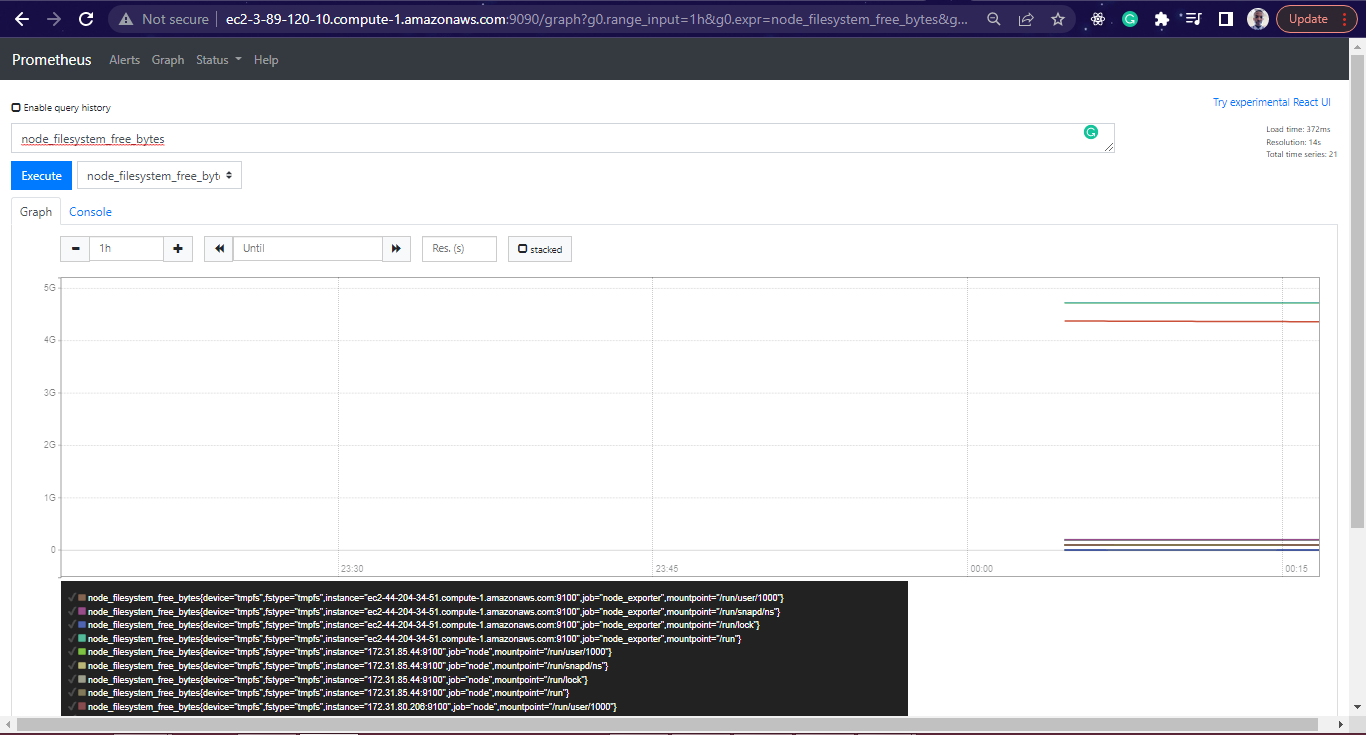 Not secure ec2-3-89-120-10.compute-1.amazonaws.com:9090/graph?g0.range_input=1h&g0.expr=node_filesystem_free_bytes&g... Update
Prometheus Alerts Graph Status Help
Enable query history
Try experimental React UI
node_filesystem_free_bytes
Load time: 372ms
Resolution: 14s
Total time series: 21
Execute node_filesystem_free_byt
Graph Console
1h Until Res. (s) stacked
5G
4G
3G
2G
1G
0
23:30 23:45 00:00 00:15
node_filesystem_free_bytes{device="tmpfs",fstype="tmpfs",instance="ec2-44-204-34-51.compute-1.amazonaws.com:9100",job="node_exporter",mountpoint="/run/user/1000"}
node_filesystem_free_bytes{device="tmpfs",fstype="tmpfs",instance="ec2-44-204-34-51.compute-1.amazonaws.com:9100",job="node_exporter",mountpoint="/run/snapd/ns"}
node_filesystem_free_bytes{device="tmpfs",fstype="tmpfs",instance="ec2-44-204-34-51.compute-1.amazonaws.com:9100",job="node_exporter",mountpoint="/run/lock"}
node_filesystem_free_bytes{device="tmpfs",fstype="tmpfs",instance="ec2-44-204-34-51.compute-1.amazonaws.com:9100",job="node_exporter",mountpoint="/run"}
node_filesystem_free_bytes{device="tmpfs",fstype="tmpfs",instance="172.31.85.44:9100",job="node",mountpoint="/run/user/1000"}
node_filesystem_free_bytes{device="tmpfs",fstype="tmpfs",instance="172.31.85.44:9100",job="node",mountpoint="/run/snapd/ns"}
node_filesystem_free_bytes{device="tmpfs",fstype="tmpfs",instance="172.31.85.44:9100",job="node",mountpoint="/run/lock"}
node_filesystem_free_bytes{device="tmpfs",fstype="tmpfs",instance="172.31.85.44:9100",job="node",mountpoint="/run"}
node_filesystem_free_bytes{device="tmpfs",fstype="tmpfs",instance="172.31.80.206:9100",job="node",mountpoint="/run/user/1000"}